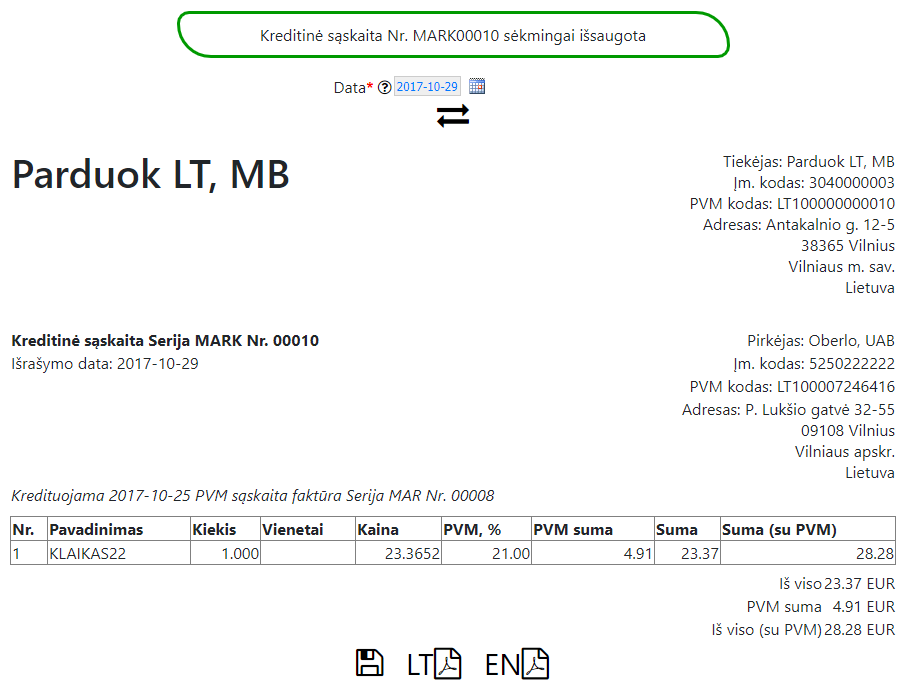 Kreditinė sąskaita Nr. MARK00010 sėkmingai išsaugota
Data* ? 2017-10-29
Parduok LT, MB
Tiekėjas: Parduok LT, MB
Įm. kodas: 3040000003
PVM kodas: LT100000000010
Adresas: Antakalnio g. 12-5
38365 Vilnius
Vilniaus m. sav.
Lietuva
Kreditinė sąskaita Serija MARK Nr. 00010
Išrašymo data: 2017-10-29
Pirkėjas: Oberlo, UAB
Įm. kodas: 5250222222
PVM kodas: LT100007246416
Adresas: P. Lukšio gatvė 32-55
09108 Vilnius
Vilniaus apskr.
Lietuva
Kredituojama 2017-10-25 PVM sąskaita faktūra Serija MAR Nr. 00008
Nr. Pavadinimas Kiekis Vienetai Kaina PVM, % PVM suma Suma Suma (su PVM)
1 KLAIKAS22 1.000 23.3652 21.00 4.91 23.37 28.28
Iš viso 23.37 EUR
PVM suma 4.91 EUR
Iš viso (su PVM) 28.28 EUR
LT EN